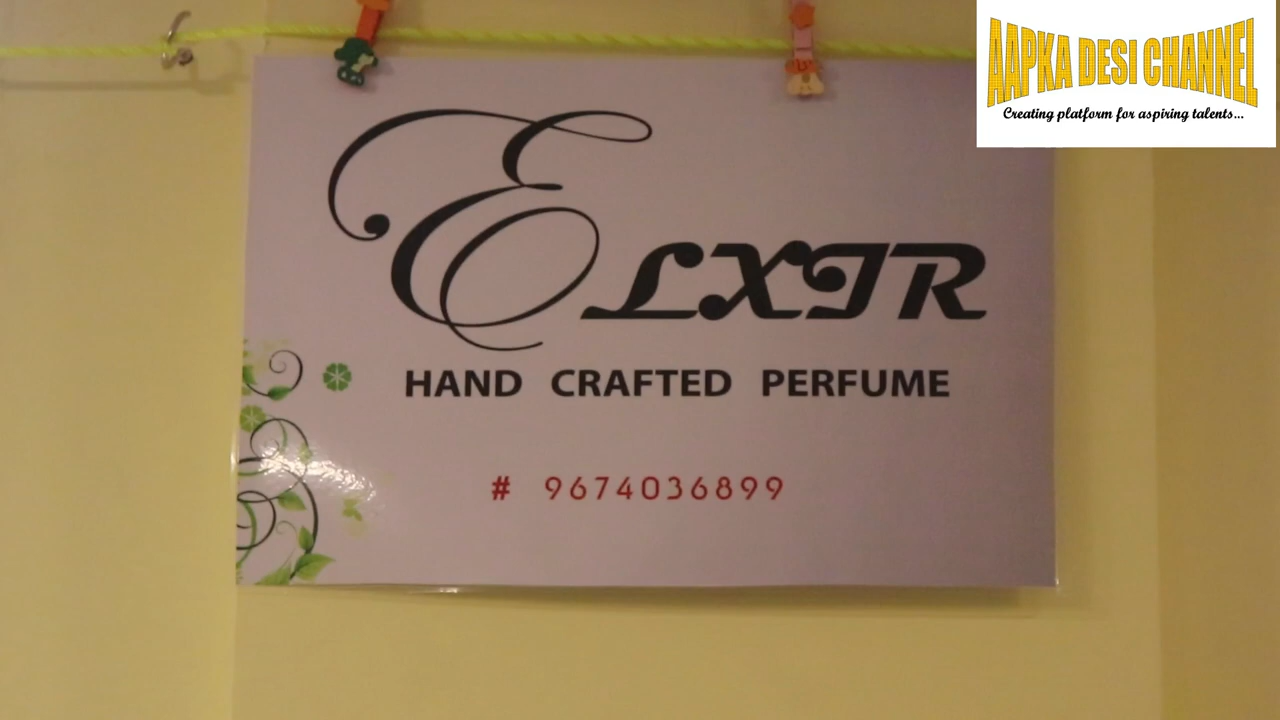 AAPKA DESI CHANNEL
Creating platform for aspiring talents...
ELXIR
HAND CRAFTED PERFUME
# 9674036899